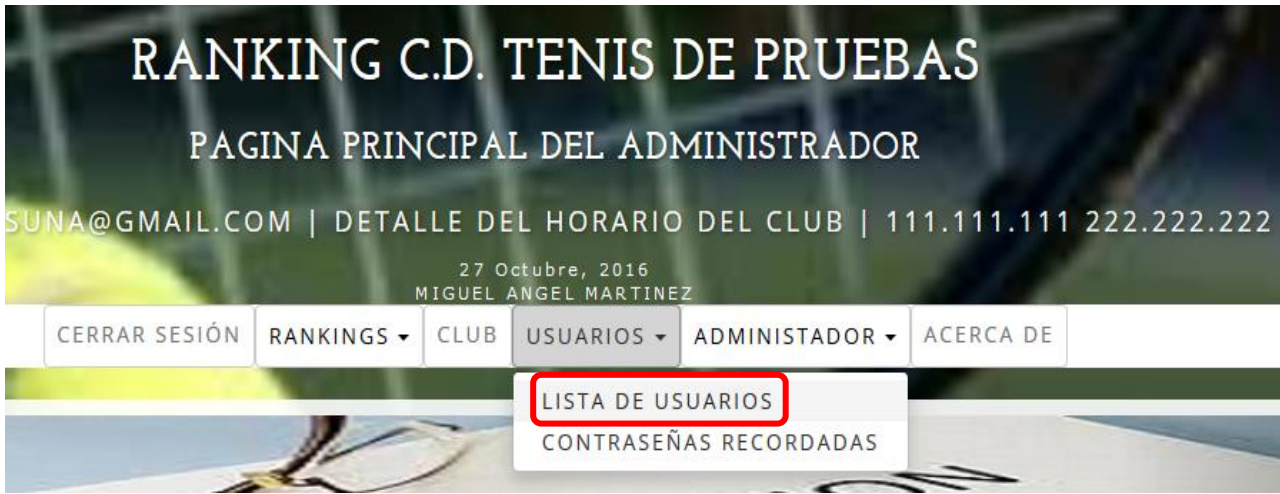 RANKING C.D. TENIS DE PRUEBAS
PAGINA PRINCIPAL DEL ADMINISTRADOR
SUNA@GMAIL.COM | DETALLE DEL HORARIO DEL CLUB | 111.111.111 222.222.222
27 Octubre, 2016
MIGUEL ANGEL MARTINEZ
CERRAR SESIÓN RANKINGS CLUB USUARIOS ADMINISTADOR ACERCA DE
LISTA DE USUARIOS
CONTRASEÑAS RECORDADAS